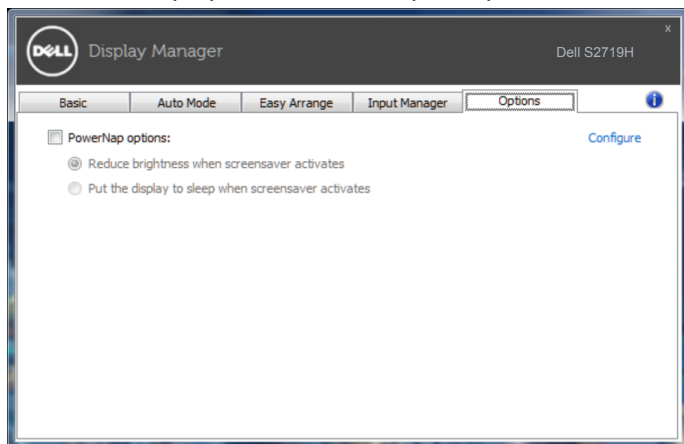 DELL Display Manager
Dell S2719H
x
Basic
Auto Mode
Easy Arrange
Input Manager
Options
i
PowerNap options:
Configure
Reduce brightness when screensaver activates
Put the display to sleep when screensaver activates